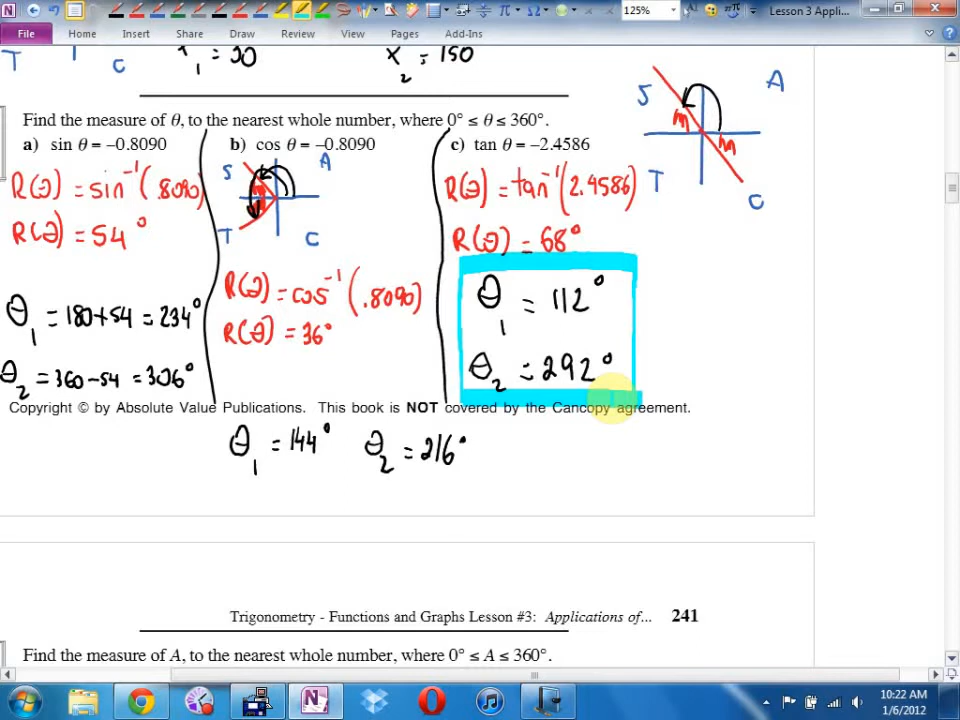 125%
Lesson 3 Appli...
File Home Insert Share Draw Review View Pages Add-Ins
T C
x₁ = 30 x₂ = 150
Find the measure of θ, to the nearest whole number, where 0° ≤ θ ≤ 360°.
a) sin θ = –0.8090 b) cos θ = –0.8090 c) tan θ = –2.4586
S A
T C
S A
T C
R(θ) = sin⁻¹(.8090)
R(θ) = 54°
θ₁ = 180+54 = 234°
θ₂ = 360-54 = 306°
R(θ) = cos⁻¹(.8090)
R(θ) = 36°
R(θ) = tan⁻¹(2.4586)
R(θ) = 68°
θ₁ = 112°
θ₂ = 292°
Copyright © by Absolute Value Publications. This book is NOT covered by the Cancopy agreement.
θ₁ = 144° θ₂ = 216°
Trigonometry - Functions and Graphs Lesson #3: Applications of... 241
Find the measure of A, to the nearest whole number, where 0° ≤ A ≤ 360°.
10:22 AM
1/6/2012